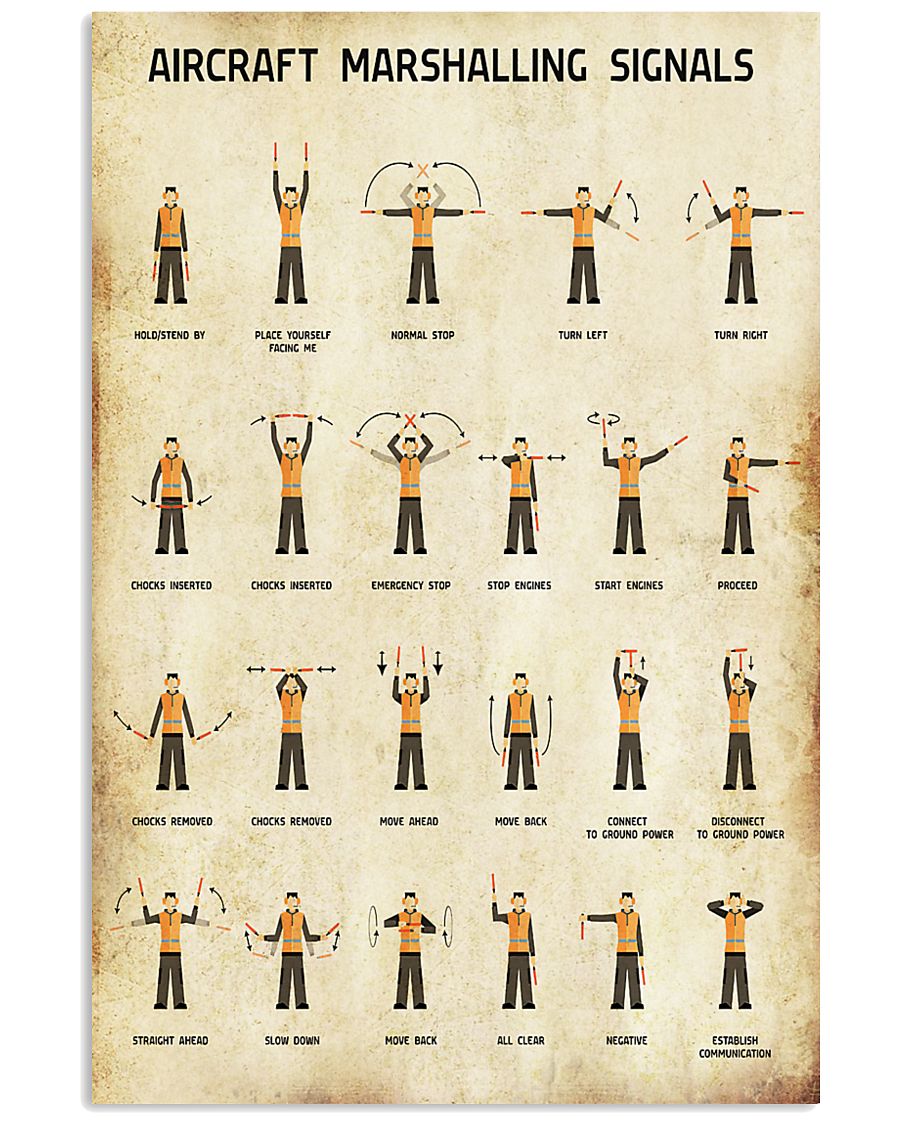 AIRCRAFT MARSHALLING SIGNALS
HOLD/STEND BY
PLACE YOURSELF
FACING ME
NORMAL STOP
TURN LEFT
TURN RIGHT
CHOCKS INSERTED
CHOCKS INSERTED
EMERGENCY STOP
STOP ENGINES
START ENGINES
PROCEED
CHOCKS REMOVED
CHOCKS REMOVED
MOVE AHEAD
MOVE BACK
CONNECT
TO GROUND POWER
DISCONNECT
TO GROUND POWER
STRAIGHT AHEAD
SLOW DOWN
MOVE BACK
ALL CLEAR
NEGATIVE
ESTABLISH
COMMUNICATION